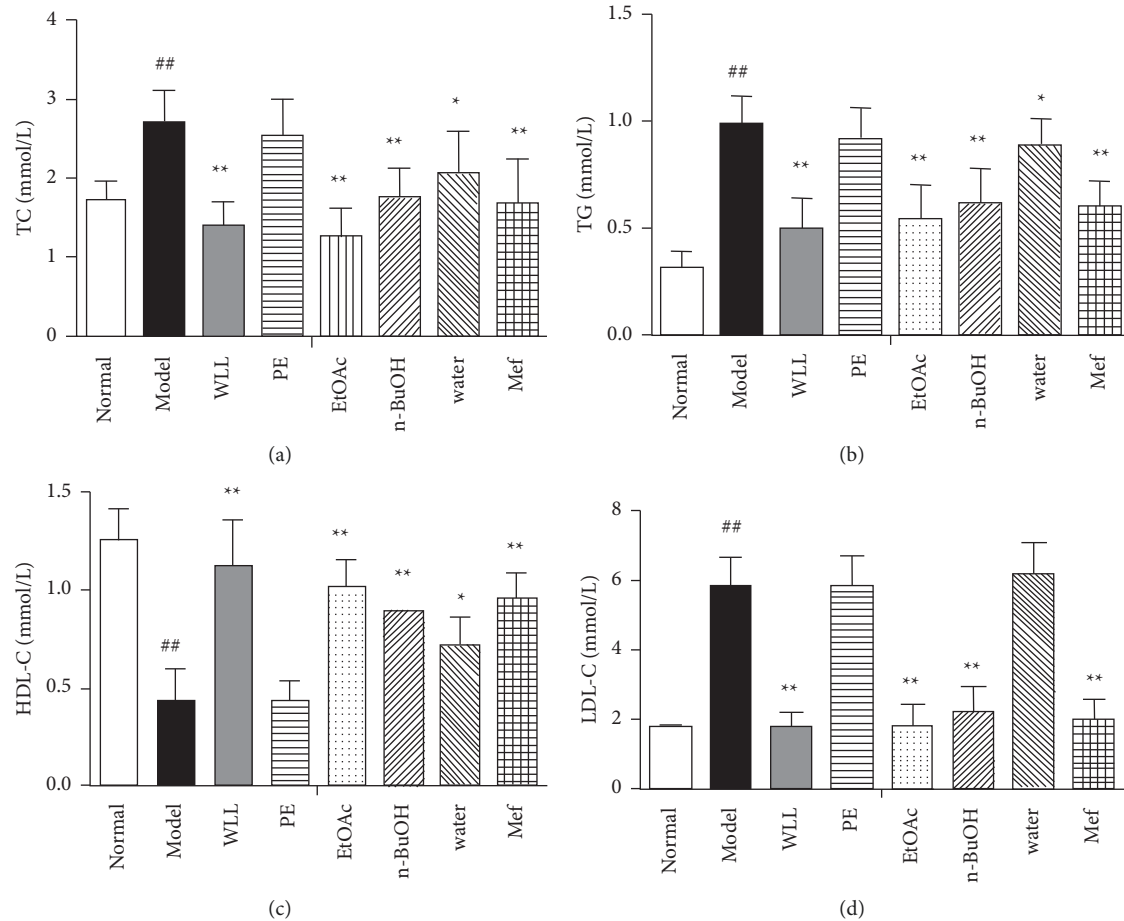 TC (mmol/L)
4
3
2
1
0
##
**
**
**
*
**
Normal
Model
WLL
PE
EtOAc
n-BuOH
water
Mef
(a)
TG (mmol/L)
1.5
1.0
0.5
0.0
##
**
**
**
*
**
Normal
Model
WLL
PE
EtOAc
n-BuOH
water
Mef
(b)
HDL-C (mmol/L)
1.5
1.0
0.5
0.0
##
**
**
**
*
**
Normal
Model
WLL
PE
EtOAc
n-BuOH
water
Mef
(c)
LDL-C (mmol/L)
8
6
4
2
0
##
**
**
**
**
Normal
Model
WLL
PE
EtOAc
n-BuOH
water
Mef
(d)